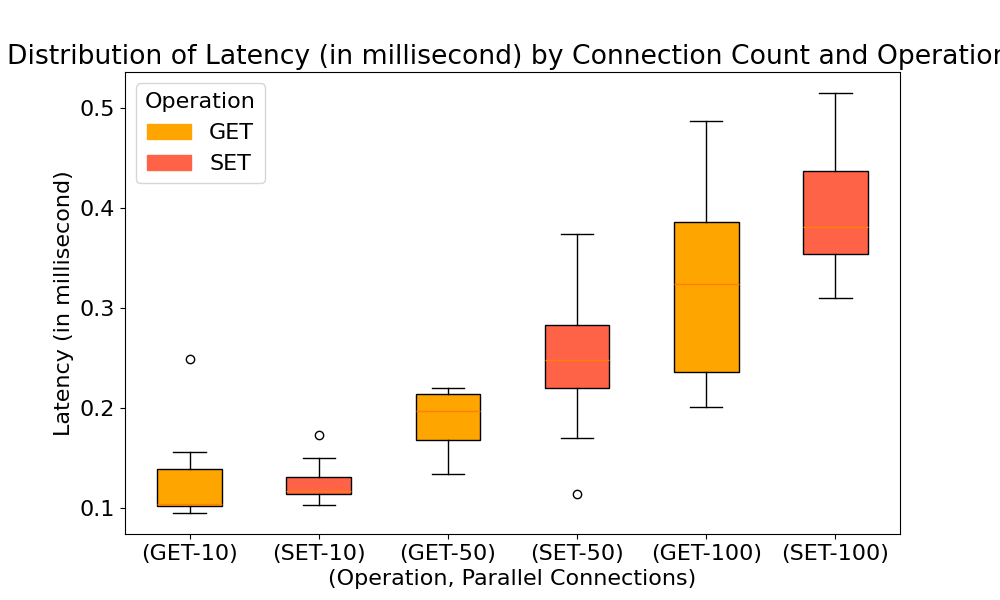 Distribution of Latency (in millisecond) by Connection Count and Operation
Operation
GET
SET
Latency (in millisecond)
0.5
0.4
0.3
0.2
0.1
(GET-10) (SET-10) (GET-50) (SET-50) (GET-100) (SET-100)
(Operation, Parallel Connections)